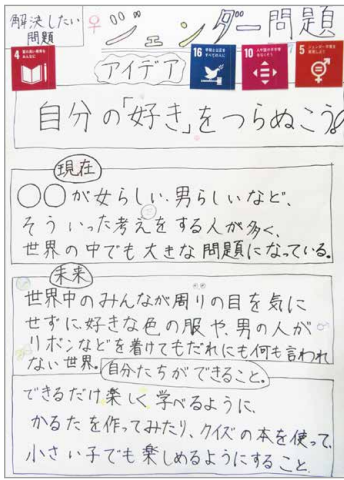 解決したい
問題
ジェンダー問題
アイデア
4
16
10
5
自分の「好き」をつらぬこう。
現在
○○が女らしい・男らしいなど、
そういった考えをする人が多く、
世界の中でも大きな問題になっている。
未来
世界中のみんなが周りの目を気に
せずに好きな色の服や、男の人が
リボンなどを着けてもだれにも何も言われ
ない世界。
自分たちができること。
できるだけ楽しく学べるように、
かるたを作ってみたり、クイズの本を使って、
小さい子でも楽しめるようにすること